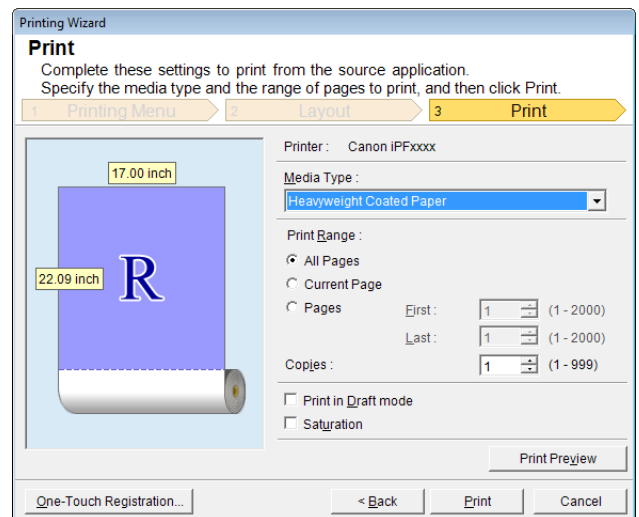 Printing Wizard
Print
Complete these settings to print from the source application.
Specify the media type and the range of pages to print, and then click Print.
1 Printing Menu 2 Layout 3 Print
Printer : Canon iPFxxxx
17.00 inch
22.09 inch
R
Media Type :
Heavyweight Coated Paper
Print Range :
All Pages
Current Page
Pages First : 1 (1 - 2000)
Last : 1 (1 - 2000)
Copies : 1 (1 - 999)
Print in Draft mode
Saturation
Print Preview
One-Touch Registration... < Back Print Cancel